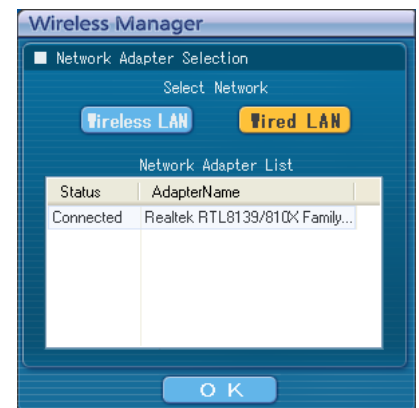 Wireless Manager
Network Adapter Selection
Select Network
Wireless LAN Wired LAN
Network Adapter List
Status AdapterName
Connected Realtek RTL8139/810X Family...
OK